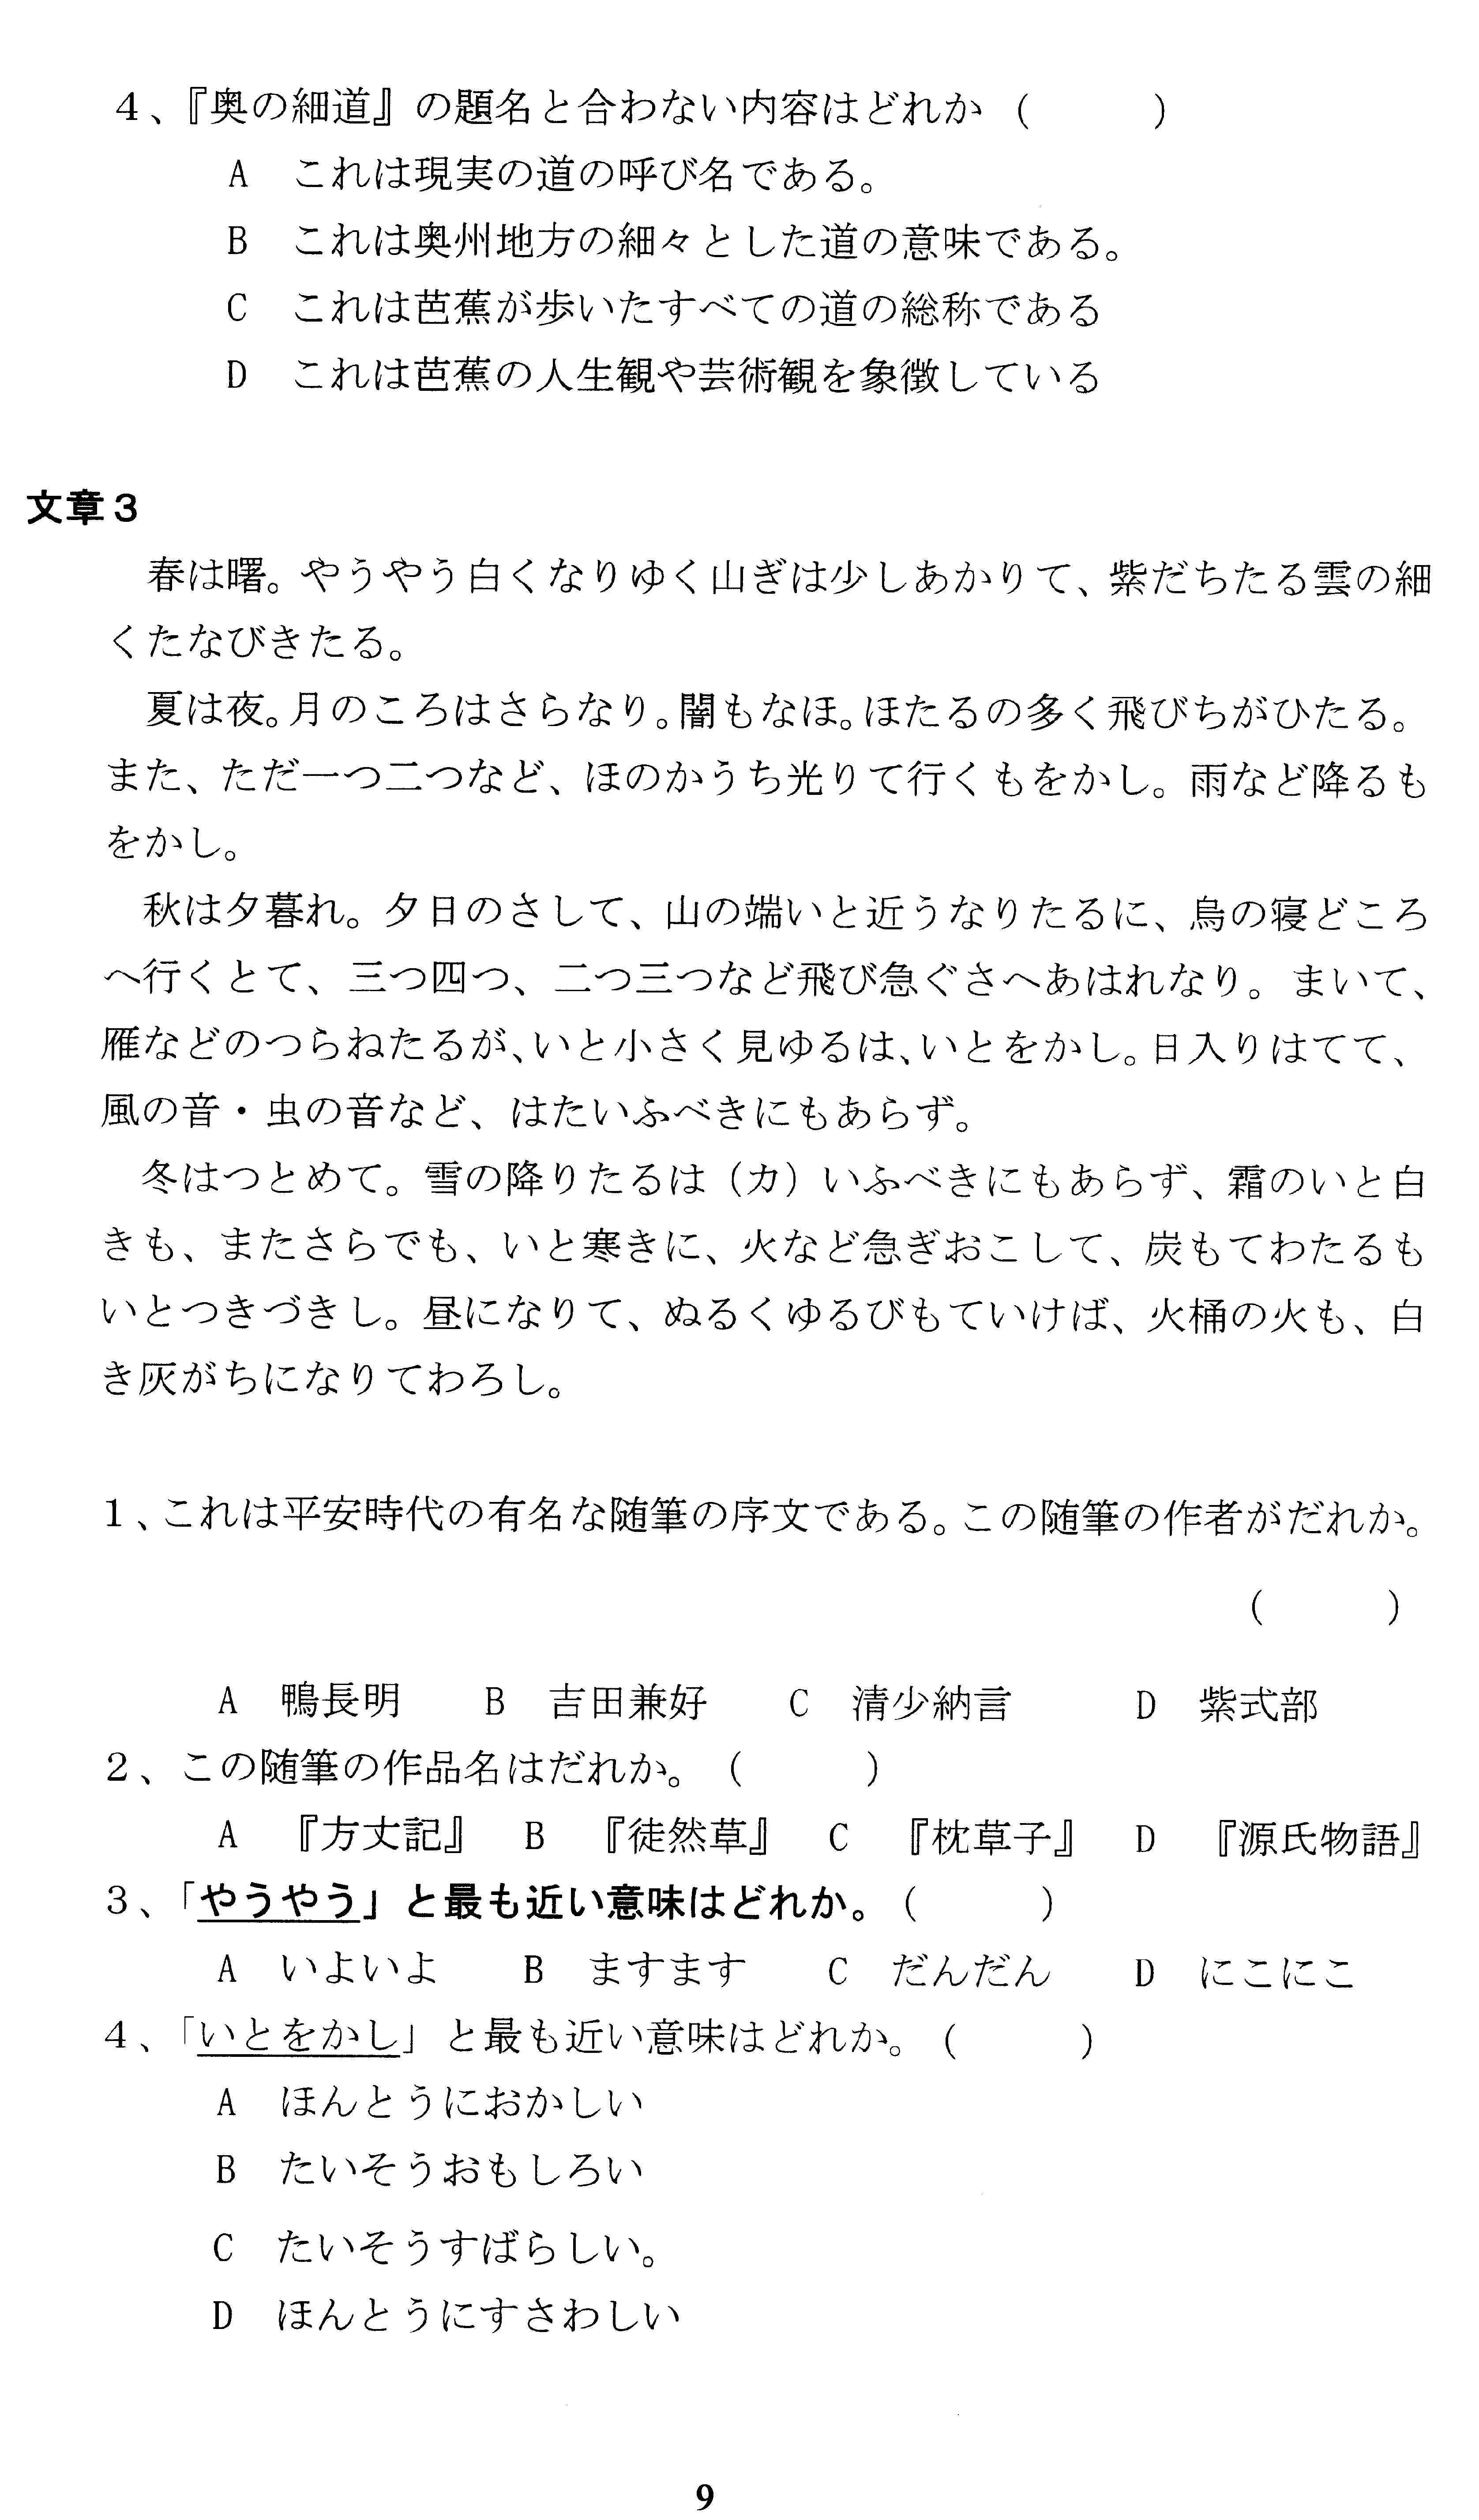 ４、『奥の細道』の題名と合わない内容はどれか（　　　）
A　これは現実の道の呼び名である。
B　これは奥州地方の細々とした道の意味である。
C　これは芭蕉が歩いたすべての道の総称である
D　これは芭蕉の人生観や芸術観を象徴している
文章３
春は曙。やうやう白くなりゆく山ぎは少しあかりて、紫だちたる雲の細
くたなびきたる。
夏は夜。月のころはさらなり。闇もなほ。ほたるの多く飛びちがひたる。
また、ただ一つ二つなど、ほのかうち光りて行くもをかし。雨など降るも
をかし。
秋は夕暮れ。夕日のさして、山の端いと近うなりたるに、烏の寝どころ
へ行くとて、三つ四つ、二つ三つなど飛び急ぐさへあはれなり。まいて、
雁などのつらねたるが、いと小さく見ゆるは、いとをかし。日入りはてて、
風の音・虫の音など、はたいふべきにもあらず。
冬はつとめて。雪の降りたるは（カ）いふべきにもあらず、霜のいと白
きも、またさらでも、いと寒きに、火など急ぎおこして、炭もてわたるも
いとつきづきし。昼になりて、ぬるくゆるびもていけば、火桶の火も、白
き灰がちになりてわろし。
１、これは平安時代の有名な随筆の序文である。この随筆の作者がだれか。
（　　　）
A　鴨長明　　B　吉田兼好　　C　清少納言　　D　紫式部
２、この随筆の作品名はだれか。（　　　）
A　『方丈記』　B　『徒然草』　C　『枕草子』　D　『源氏物語』
３、「やうやう」と最も近い意味はどれか。（　　　）
A　いよいよ　　B　ますます　　C　だんだん　　D　にこにこ
４、「いとをかし」と最も近い意味はどれか。（　　　）
A　ほんとうにおかしい
B　たいそうおもしろい
C　たいそうすばらしい。
D　ほんとうにすさわしい
9